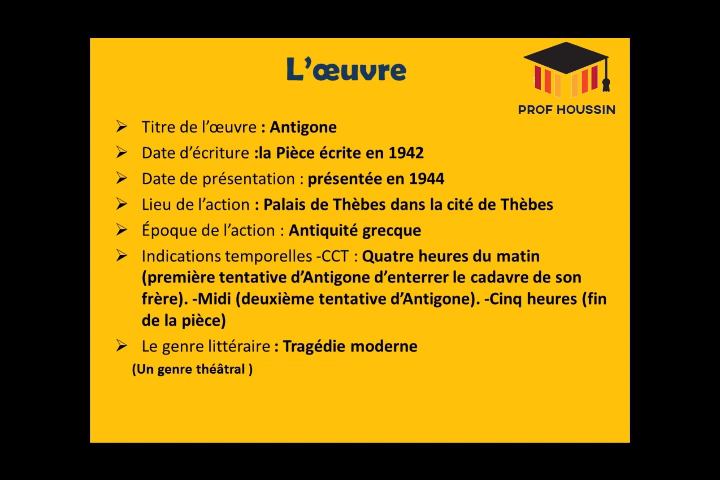 L'œuvre
PROF HOUSSIN
Titre de l'œuvre : Antigone
Date d'écriture :la Pièce écrite en 1942
Date de présentation : présentée en 1944
Lieu de l'action : Palais de Thèbes dans la cité de Thèbes
Époque de l'action : Antiquité grecque
Indications temporelles -CCT : Quatre heures du matin
(première tentative d'Antigone d'enterrer le cadavre de son
frère). -Midi (deuxième tentative d'Antigone). -Cinq heures (fin
de la pièce)
Le genre littéraire : Tragédie moderne
(Un genre théâtral )